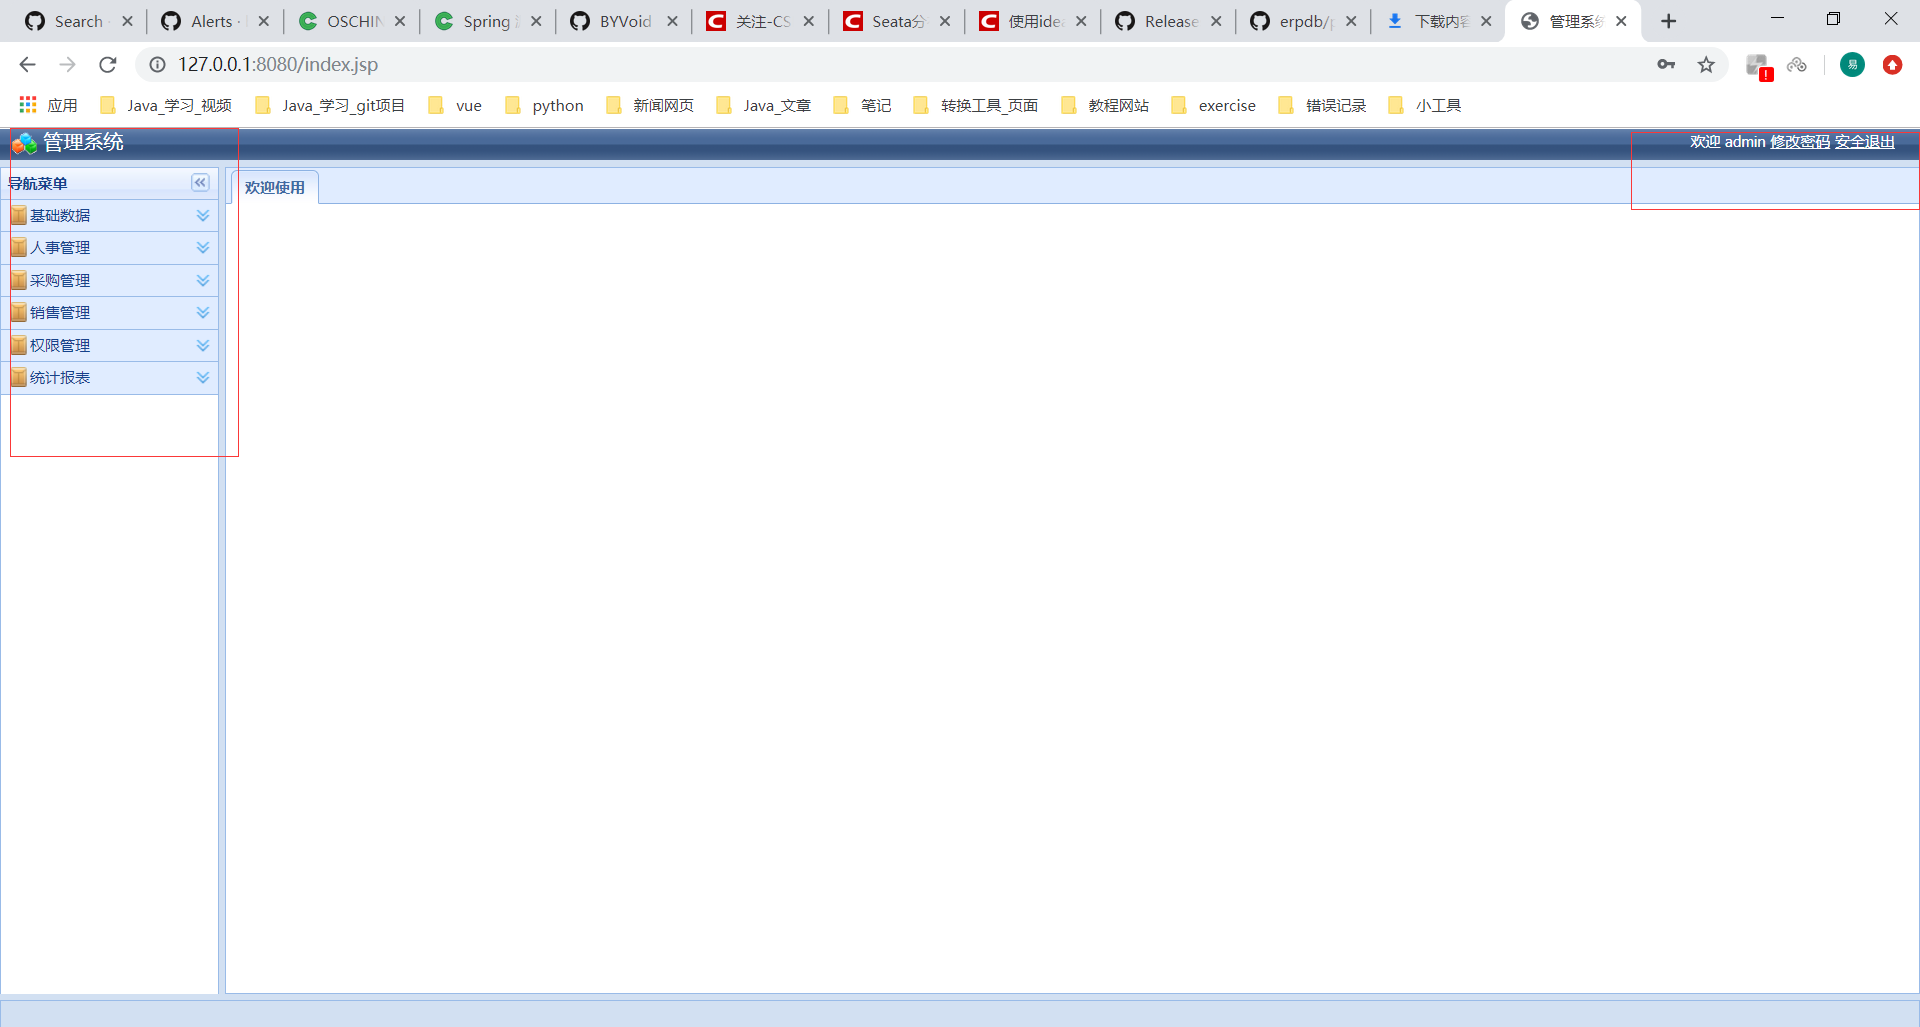 Search Alerts · OSCHIN Spring BYVoid 关注-CS Seata分 使用idea Release erpdb/p 下载内容 管理系统
127.0.0.1:8080/index.jsp 易
应用 Java_学习_视频 Java_学习_git项目 vue python 新闻网页 Java_文章 笔记 转换工具_页面 教程网站 exercise 错误记录 小工具
管理系统 欢迎 admin 修改密码 安全退出
导航菜单 欢迎使用
基础数据
人事管理
采购管理
销售管理
权限管理
统计报表